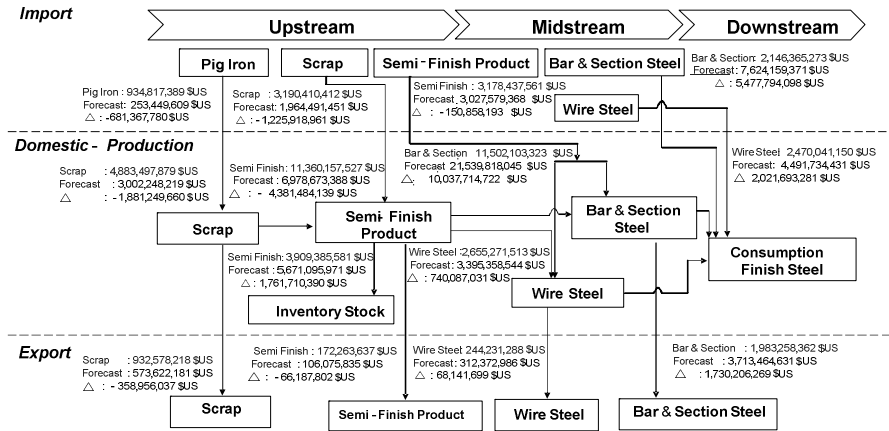 Import
Upstream
Midstream
Downstream
Pig Iron
Scrap
Semi - Finish Product
Bar & Section Steel
Pig Iron : 934,817,389 $US
Forecast: 253,449,609 $US
△ : -681,367,780 $US
Scrap : 3,190,410,412 $US
Forecast: 1,964,491,451 $US
△ : -1,225,918,961 $US
Semi Finish : 3,178,437,561 $US
Forecast : 3,027,579,368 $US
△ : -150,858,193 $US
Wire Steel
Bar & Section: 2,146,365,273 $US
Forecast: 7,624,159,371 $US
△ : 5,477,794,098 $US
Domestic - Production
Scrap : 4,883,497,879 $US
Forecast : 3,002,248,219 $US
△ : -1,881,249,660 $US
Semi Finish: 11,360,157,527 $US
Forecast : 6,978,673,388 $US
△ : - 4,381,484,139 $US
Bar & Section : 11,502,103,323 $US
Forecast : 21,539,818,045 $US
△: 10,037,714,722 $US
Wire Steel: 2,470,041,150 $US
Forecast : 4,491,734,431 $US
△ : 2,021,693,281 $US
Scrap
Semi- Finish
Product
Bar & Section
Steel
Consumption
Finish Steel
Semi Finish: 3,909,385,581 $US
Forecast : 5,671,095,971 $US
△ : 1,761,710,390 $US
Wire Steel :2,655,271,513 $US
Forecast : 3,395,358,544 $US
△ : 740,087,031 $US
Wire Steel
Inventory Stock
Export
Scrap : 932,578,218 $US
Forecast : 573,622,181 $US
△ : - 358,956,037 $US
Semi Finish : 172,263,637 $US
Forecast : 106,075,835 $US
△ : - 66,187,802 $US
Wire Steel: 244,231,288 $US
Forecast : 312,372,986 $US
△ : 68,141,699 $US
Bar & Section : 1,983,258,362 $US
Forecast : 3,713,464,631 $US
△ : 1,730,206,269 $US
Scrap
Semi - Finish Product
Wire Steel
Bar & Section Steel